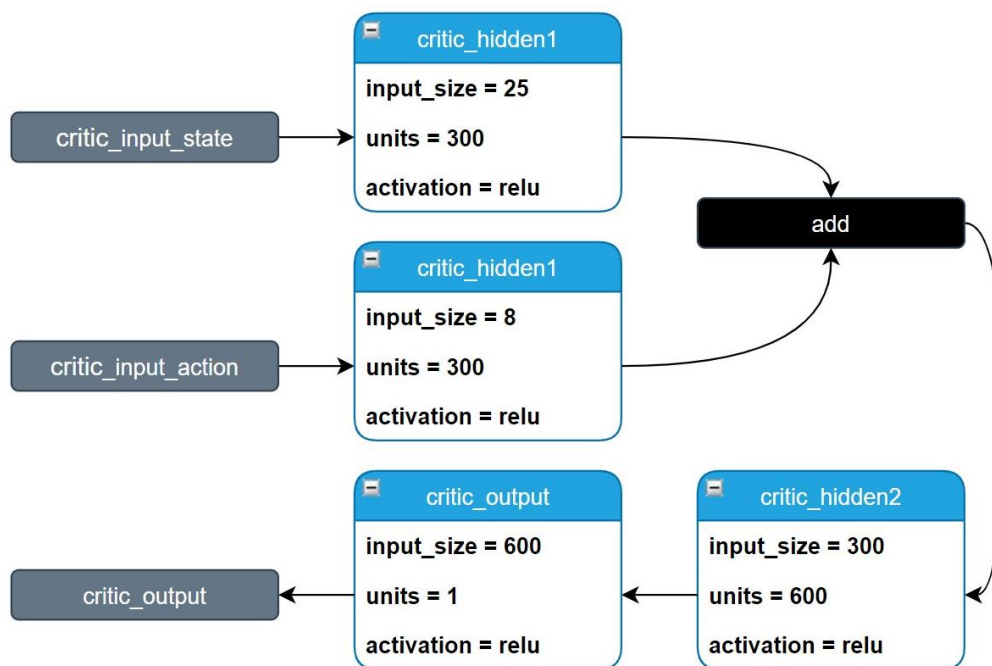 critic_hidden1
input_size = 25
critic_input_state
units = 300
activation = relu
add
critic_hidden1
input_size = 8
critic_input_action
units = 300
activation = relu
critic_output
critic_hidden2
input_size = 600
input_size = 300
critic_output
units = 1
units = 600
activation = relu
activation = relu